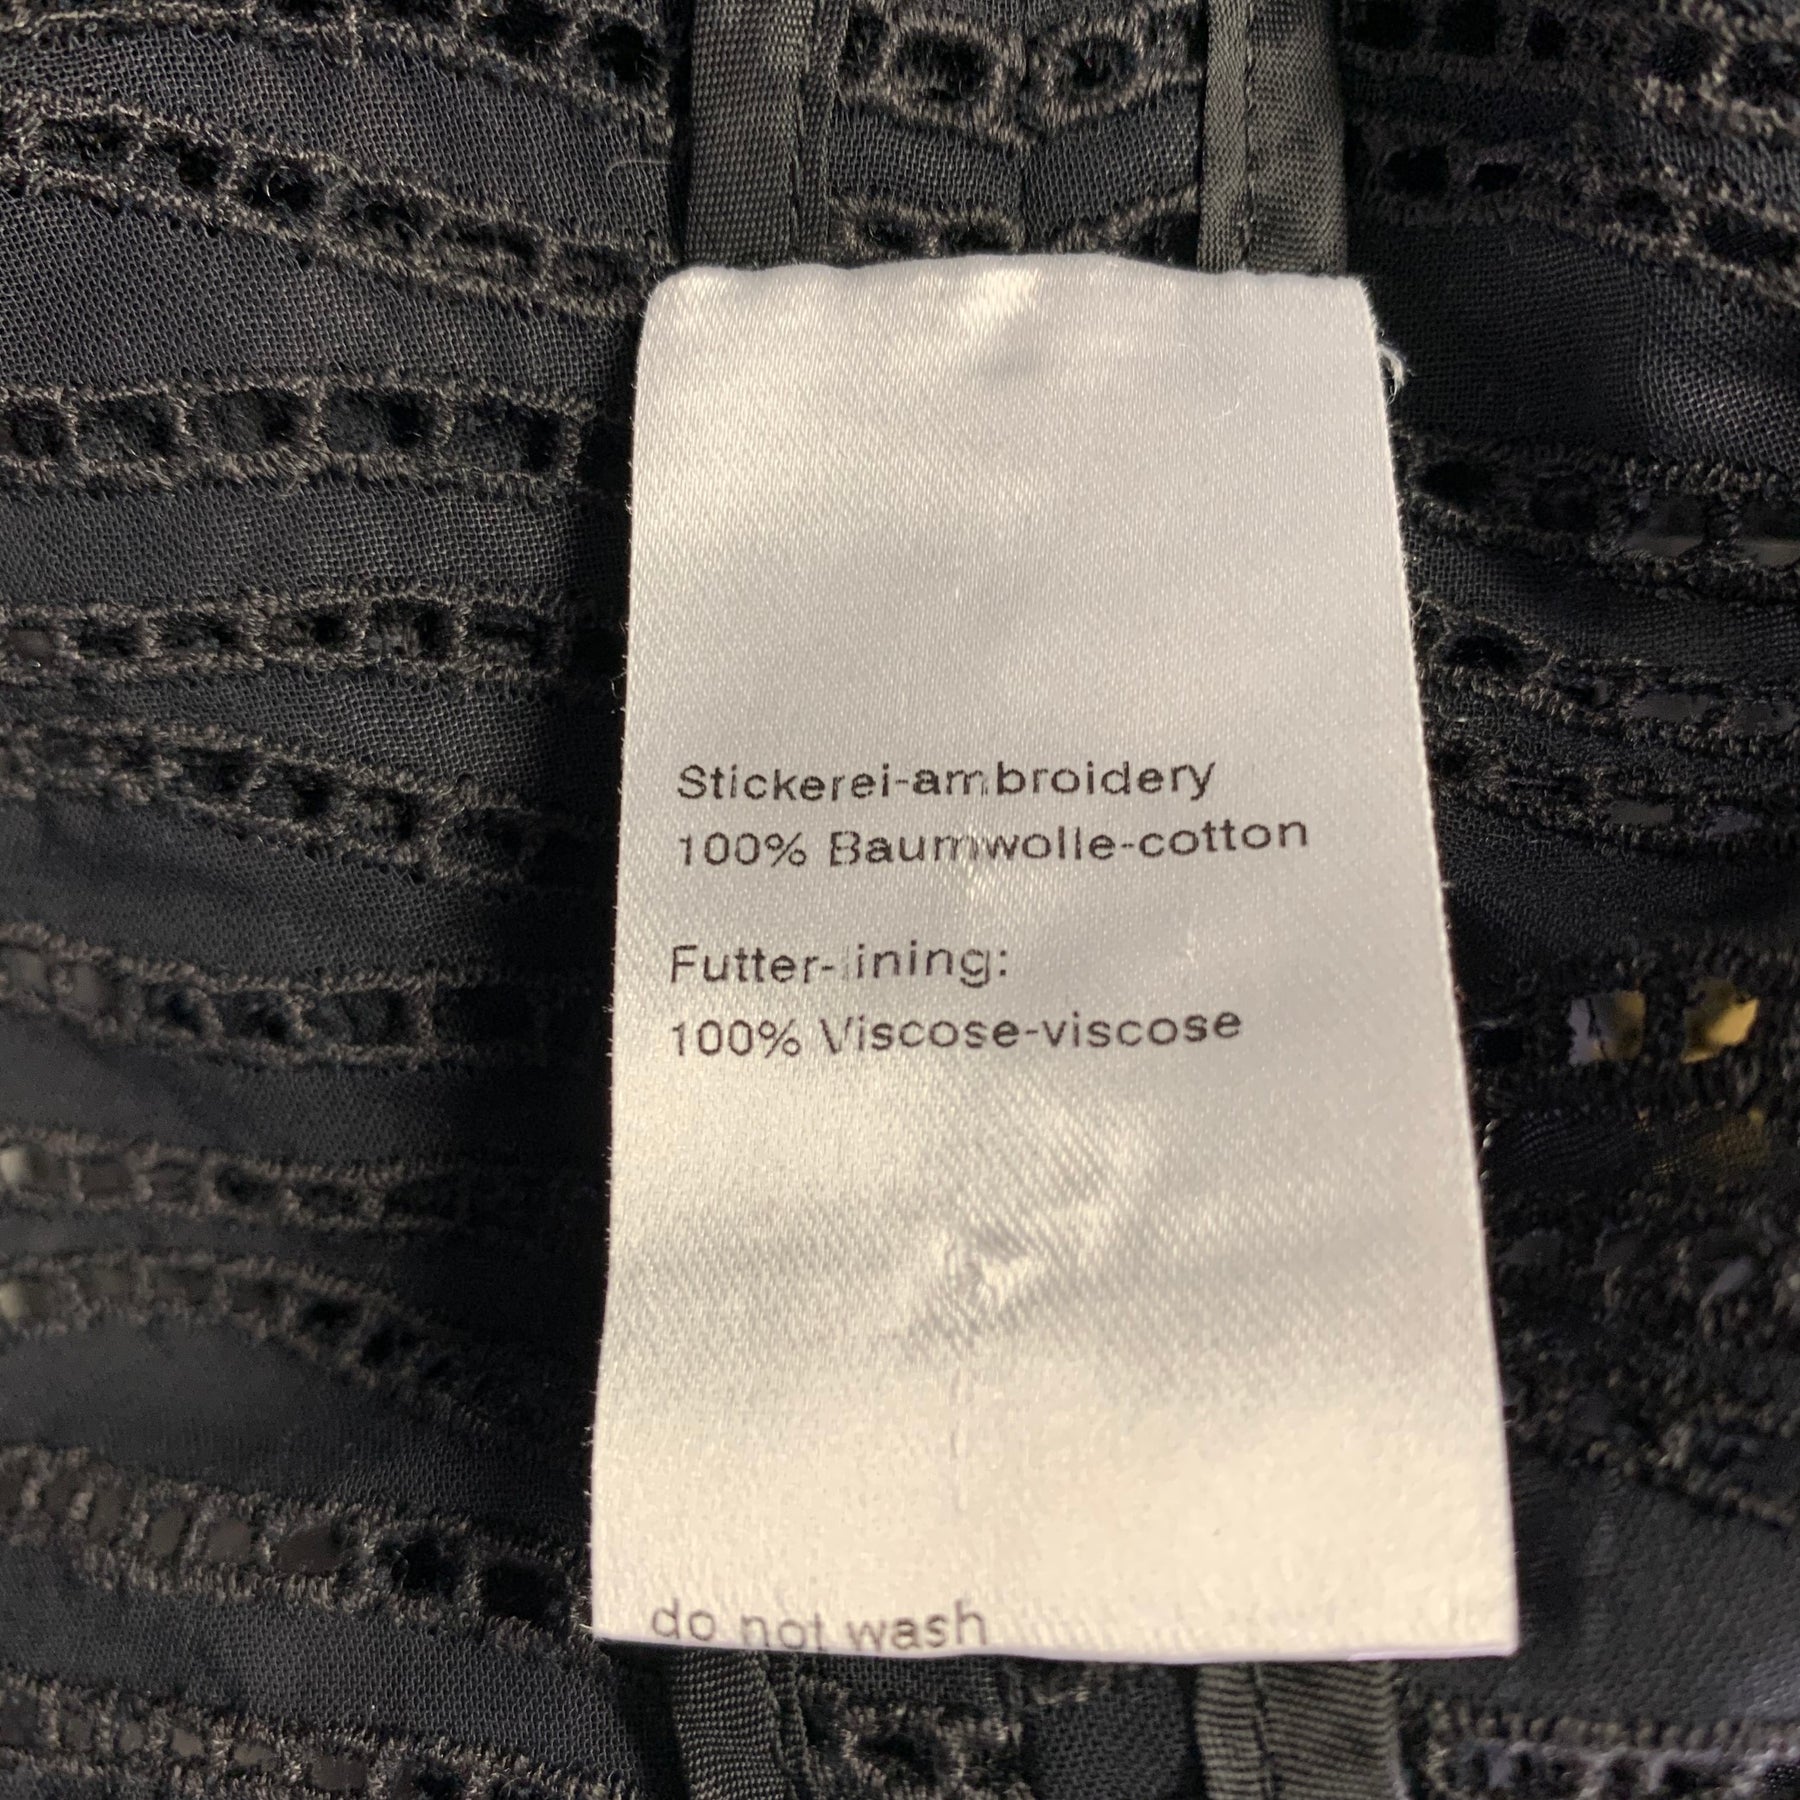 Stickerei-ambroidery
100% Baumwolle-cotton
Futter-lining:
100% Viscose-viscose
do not wash